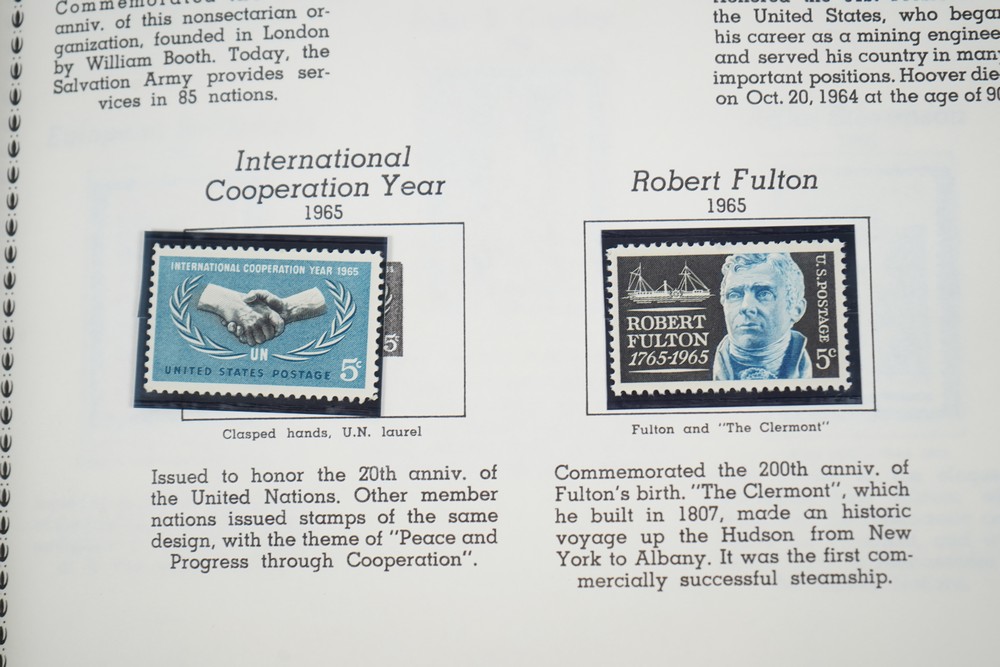 Commemorated
anniv. of this nonsectarian or-
ganization, founded in London
by William Booth. Today, the
Salvation Army provides ser-
vices in 85 nations.
the United States, who began
his career as a mining enginee
and served his country in many
important positions. Hoover die
on Oct. 20, 1964 at the age of 90
International
Cooperation Year
1965
INTERNATIONAL COOPERATION YEAR 1965
UN
UNITED STATES POSTAGE 5c
5c
Clasped hands, U.N. laurel
Issued to honor the 20th anniv. of
the United Nations. Other member
nations issued stamps of the same
design, with the theme of "Peace and
Progress through Cooperation".
Robert Fulton
1965
U.S. POSTAGE
ROBERT
FULTON
1765-1965
5c
Fulton and "The Clermont"
Commemorated the 200th anniv. of
Fulton's birth. "The Clermont", which
he built in 1807, made an historic
voyage up the Hudson from New
York to Albany. It was the first com-
mercially successful steamship.